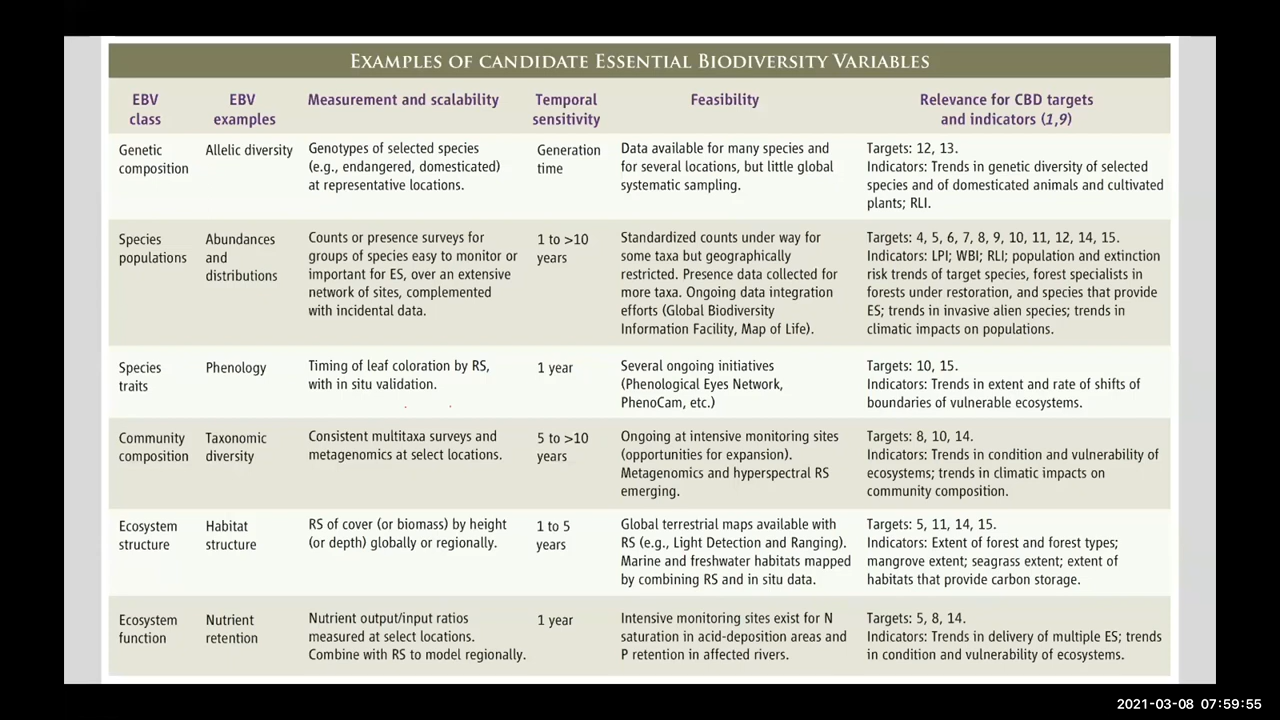 EXAMPLES OF CANDIDATE ESSENTIAL BIODIVERSITY VARIABLES
EBV
class
EBV
examples
Measurement and scalability
Temporal
sensitivity
Feasibility
Relevance for CBD targets
and indicators (1,9)
Genetic
composition
Allelic diversity
Genotypes of selected species
(e.g., endangered, domesticated)
at representative locations.
Generation
time
Data available for many species and
for several locations, but little global
systematic sampling.
Targets: 12, 13.
Indicators: Trends in genetic diversity of selected
species and of domesticated animals and cultivated
plants; RLI.
Species
populations
Abundances
and
distributions
Counts or presence surveys for
groups of species easy to monitor or
important for ES, over an extensive
network of sites, complemented
with incidental data.
1 to >10
years
Standardized counts under way for
some taxa but geographically
restricted. Presence data collected for
more taxa. Ongoing data integration
efforts (Global Biodiversity
Information Facility, Map of Life).
Targets: 4, 5, 6, 7, 8, 9, 10, 11, 12, 14, 15.
Indicators: LPI; WBI; RLI; population and extinction
risk trends of target species, forest specialists in
forests under restoration, and species that provide
ES; trends in invasive alien species; trends in
climatic impacts on populations.
Species
traits
Phenology
Timing of leaf coloration by RS,
with in situ validation.
1 year
Several ongoing initiatives
(Phenological Eyes Network,
PhenoCam, etc.)
Targets: 10, 15.
Indicators: Trends in extent and rate of shifts of
boundaries of vulnerable ecosystems.
Community
composition
Taxonomic
diversity
Consistent multitaxa surveys and
metagenomics at select locations.
5 to >10
years
Ongoing at intensive monitoring sites
(opportunities for expansion).
Metagenomics and hyperspectral RS
emerging.
Targets: 8, 10, 14.
Indicators: Trends in condition and vulnerability of
ecosystems; trends in climatic impacts on
community composition.
Ecosystem
structure
Habitat
structure
RS of cover (or biomass) by height
(or depth) globally or regionally.
1 to 5
years
Global terrestrial maps available with
RS (e.g., Light Detection and Ranging).
Marine and freshwater habitats mapped
by combining RS and in situ data.
Targets: 5, 11, 14, 15.
Indicators: Extent of forest and forest types;
mangrove extent; seagrass extent; extent of
habitats that provide carbon storage.
Ecosystem
function
Nutrient
retention
Nutrient output/input ratios
measured at select locations.
Combine with RS to model regionally.
1 year
Intensive monitoring sites exist for N
saturation in acid-deposition areas and
P retention in affected rivers.
Targets: 5, 8, 14.
Indicators: Trends in delivery of multiple ES; trends
in condition and vulnerability of ecosystems.
2021-03-08 07:59:55